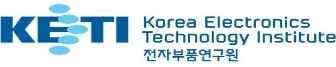 KETI
Korea Electronics
Technology Institute
전자부품연구원